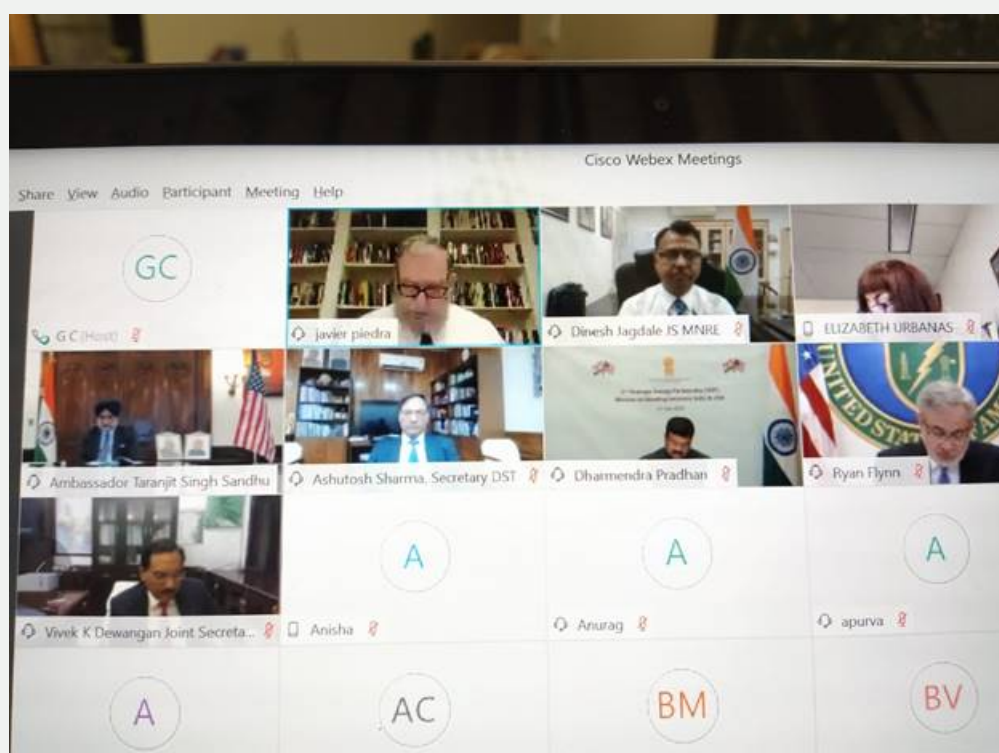 Cisco Webex Meetings
Share View Audio Participant Meeting Help
GC
G C (Host)
javier piedra
Dinesh Jagdale JS MNRE
ELIZABETH URBANAS
UNITED STA
Ambassador Taranjit Singh Sandhu
Ashutosh Sharma, Secretary DST
Dharmendra Pradhan
Ryan Flynn
A
A
A
Vivek K Dewangan Joint Secreta...
Anisha
Anurag
apurva
A
AC
BM
BV